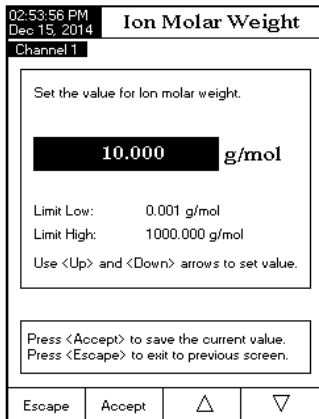 02:53:56 PM
Dec 15, 2014
Ion Molar Weight
Channel 1
Set the value for Ion molar weight.
10.000 g/mol
Limit Low: 0.001 g/mol
Limit High: 1000.000 g/mol
Use <Up> and <Down> arrows to set value.
Press <Accept> to save the current value.
Press <Escape> to exit to previous screen.
Escape Accept △ ▽